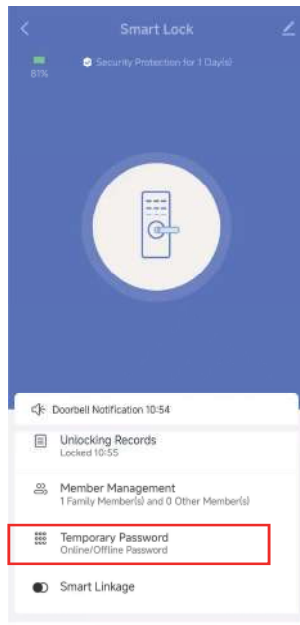 Smart Lock
81%
Security Protection for 1 Day(s)
Doorbell Notification 10:54
Unlocking Records
Locked 10:55
Member Management
1 Family Member(s) and 0 Other Member(s)
Temporary Password
Online/Offline Password
Smart Linkage